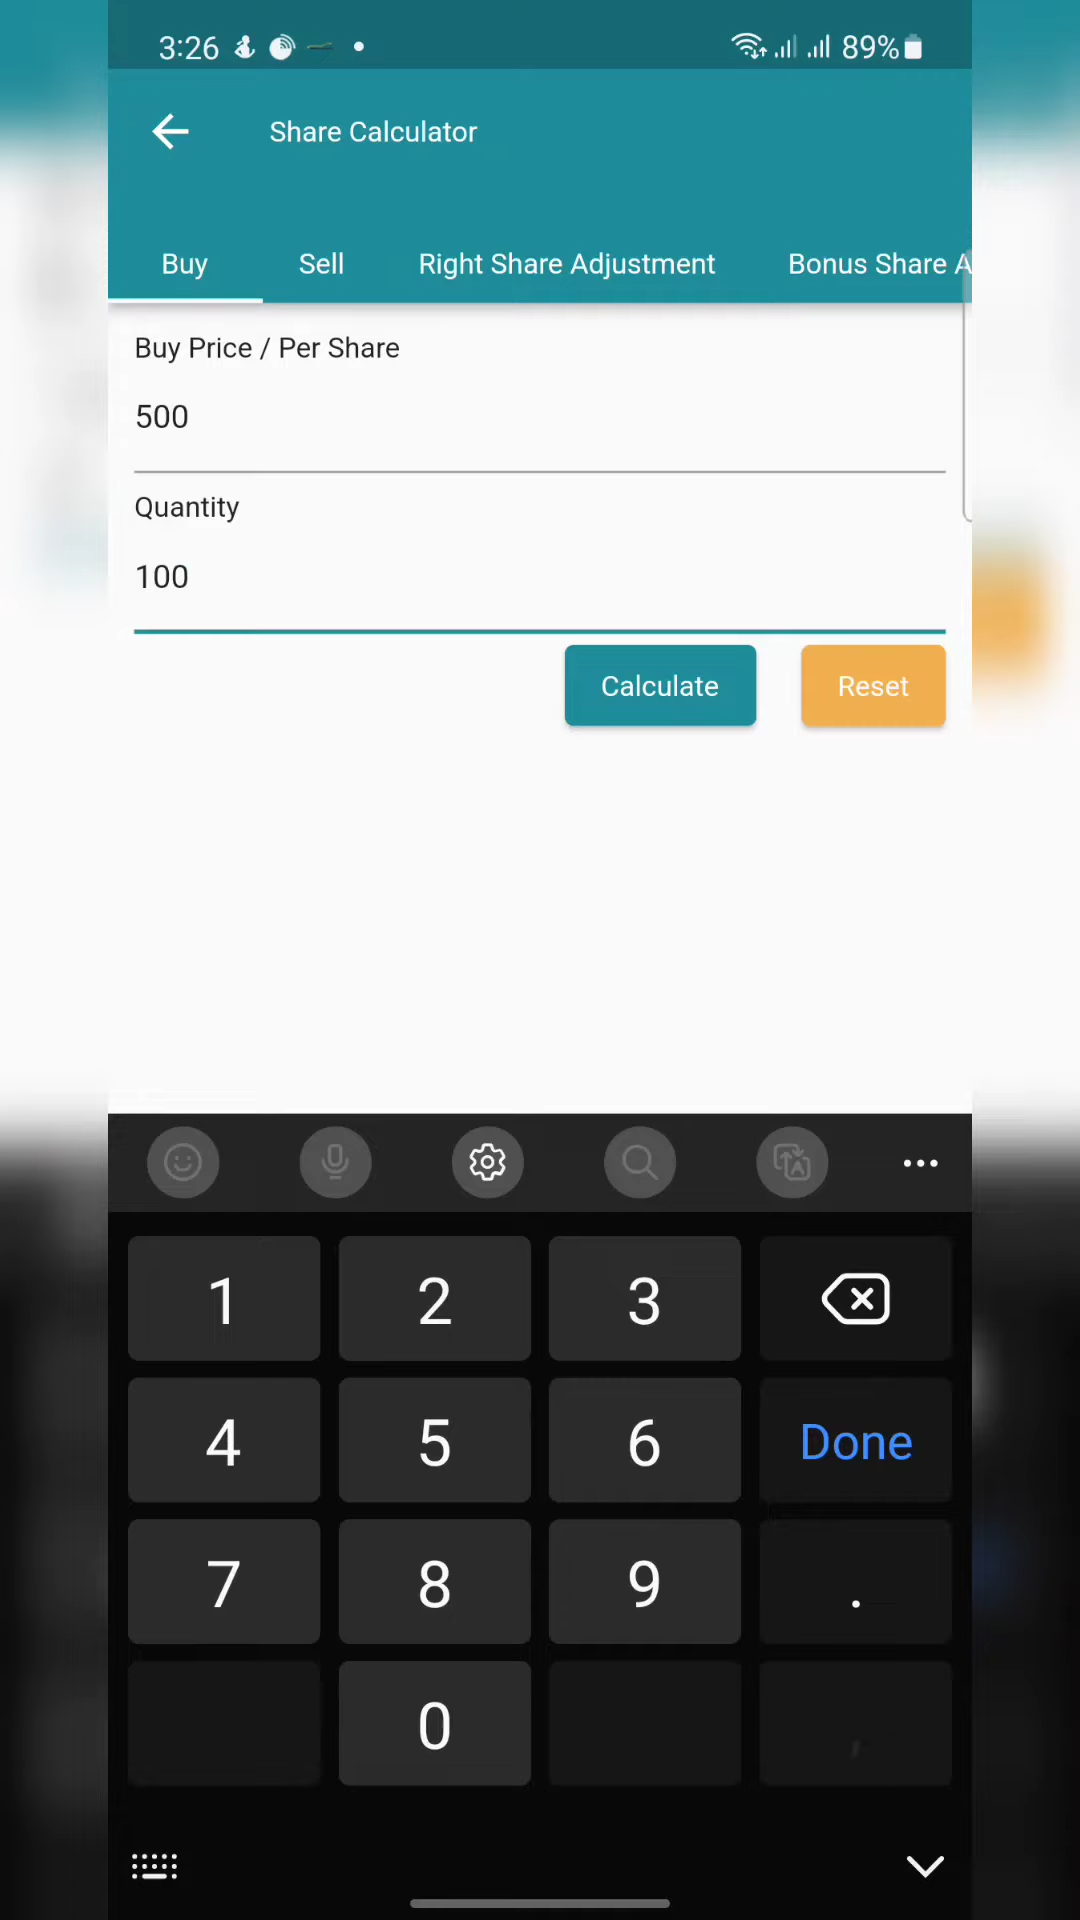 3:26 89%
Share Calculator
Buy Sell Right Share Adjustment Bonus Share A
Buy Price / Per Share
500
Quantity
100
Calculate Reset
1 2 3
4 5 6 Done
7 8 9 .
0 ,